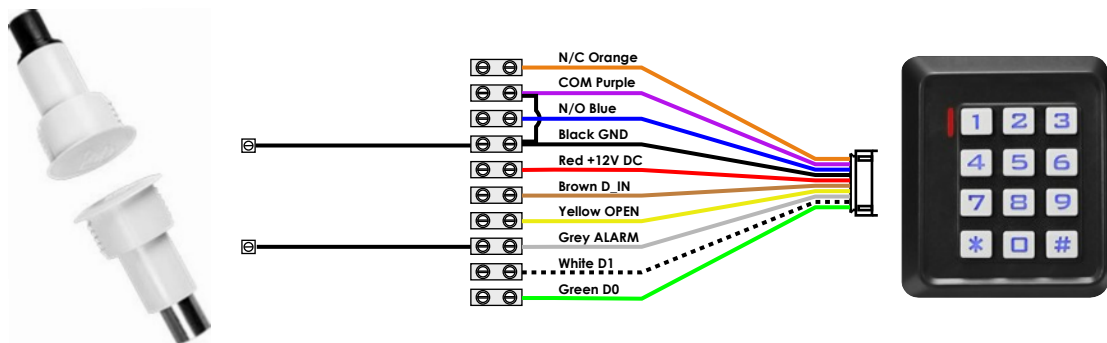 N/C Orange
COM Purple
N/O Blue
Black GND
Red +12V DC
Brown D_IN
Yellow OPEN
Grey ALARM
White D1
Green D0
1 2 3
4 5 6
7 8 9
* 0 #